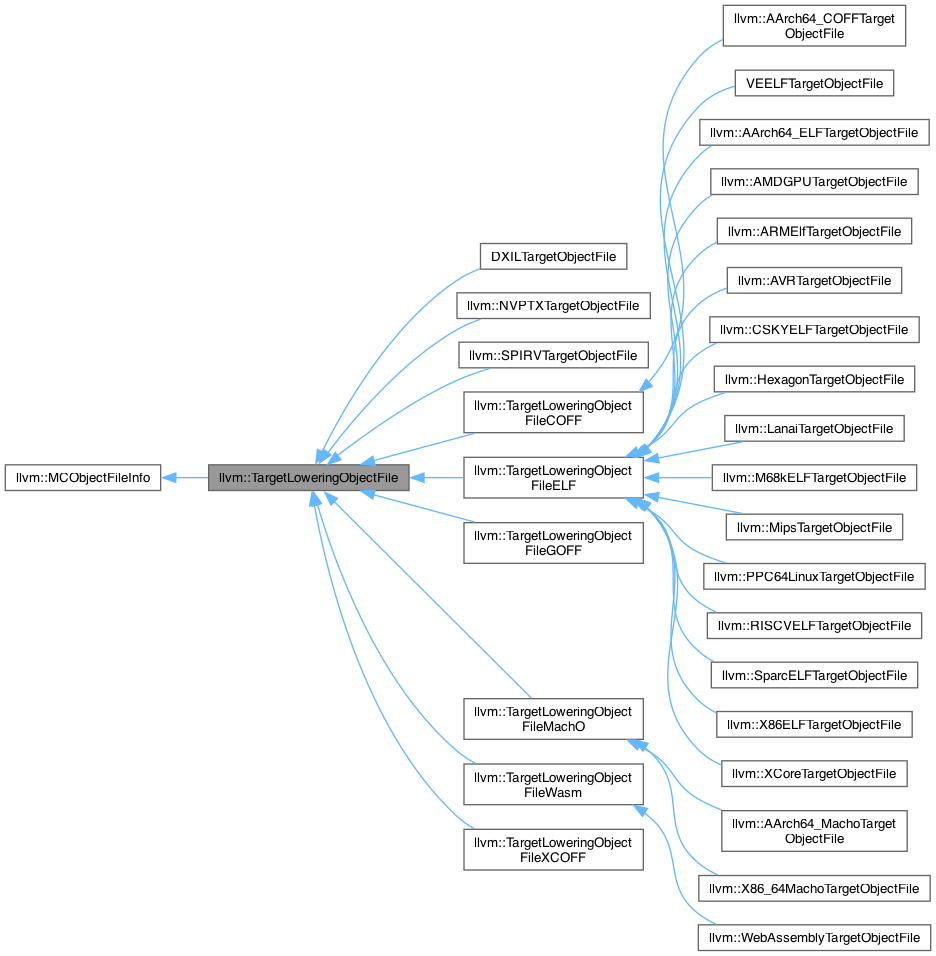 llvm::MCObjectFileInfo
llvm::TargetLoweringObjectFile
DXILTargetObjectFile
llvm::NVPTXTargetObjectFile
llvm::SPIRVTargetObjectFile
llvm::TargetLoweringObject
FileCOFF
llvm::TargetLoweringObject
FileELF
llvm::TargetLoweringObject
FileGOFF
llvm::TargetLoweringObject
FileMachO
llvm::TargetLoweringObject
FileWasm
llvm::TargetLoweringObject
FileXCOFF
llvm::AArch64_COFFTarget
ObjectFile
VEELFTargetObjectFile
llvm::AArch64_ELFTargetObjectFile
llvm::AMDGPUTargetObjectFile
llvm::ARMElfTargetObjectFile
llvm::AVRTargetObjectFile
llvm::CSKYELFTargetObjectFile
llvm::HexagonTargetObjectFile
llvm::LanaiTargetObjectFile
llvm::M68kELFTargetObjectFile
llvm::MipsTargetObjectFile
llvm::PPC64LinuxTargetObjectFile
llvm::RISCVELFTargetObjectFile
llvm::SparcELFTargetObjectFile
llvm::X86ELFTargetObjectFile
llvm::XCoreTargetObjectFile
llvm::AArch64_MachoTarget
ObjectFile
llvm::X86_64MachoTargetObjectFile
llvm::WebAssemblyTargetObjectFile